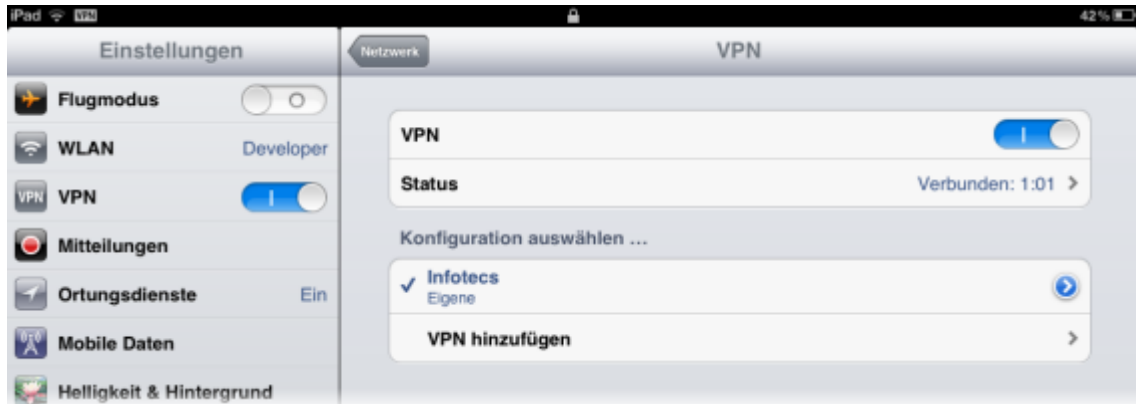 iPad VPN 42%
Einstellungen
Flugmodus
WLAN Developer
VPN VPN
Mitteilungen
Ortungsdienste Ein
Mobile Daten
Helligkeit & Hintergrund
Netzwerk VPN
VPN
Status Verbunden: 1:01
Konfiguration auswählen ...
Infotecs
Eigene
VPN hinzufügen